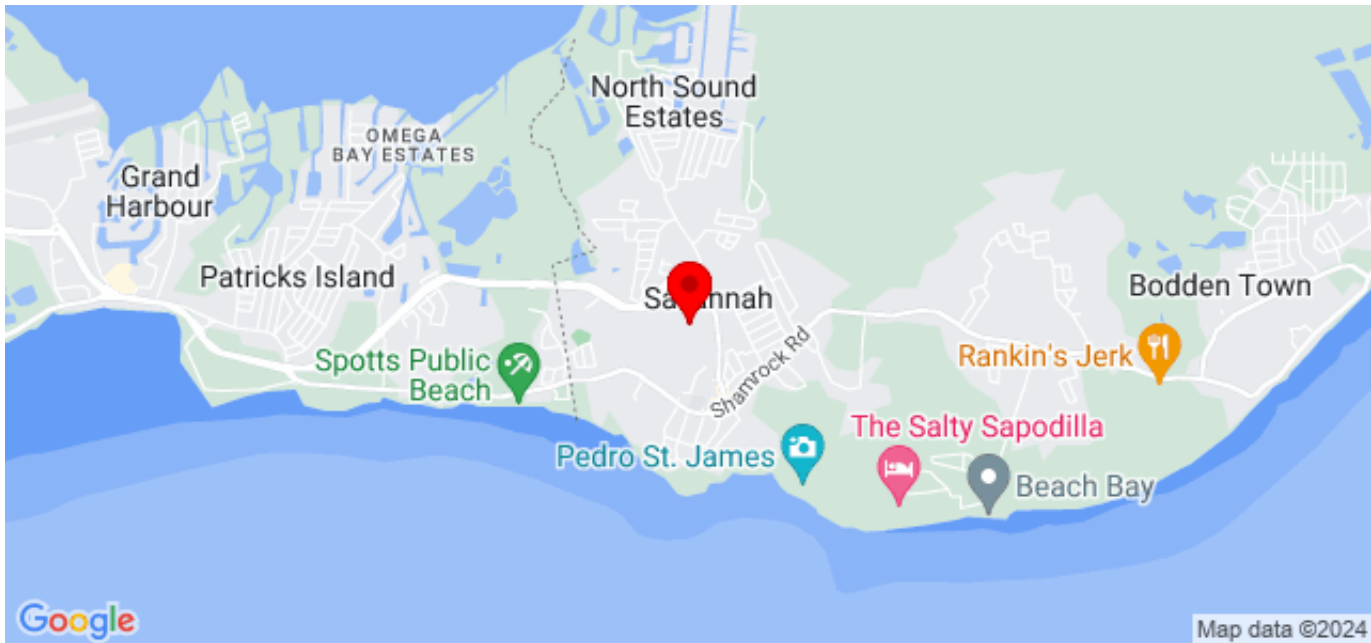 North Sound
Estates
OMEGA
BAY ESTATES
Grand
Harbour
Patricks Island
Savannah
Bodden Town
Spotts Public
Beach
Rankin's Jerk
Shamrock Rd
The Salty Sapodilla
Pedro St. James
Beach Bay
Google
Map data ©2024